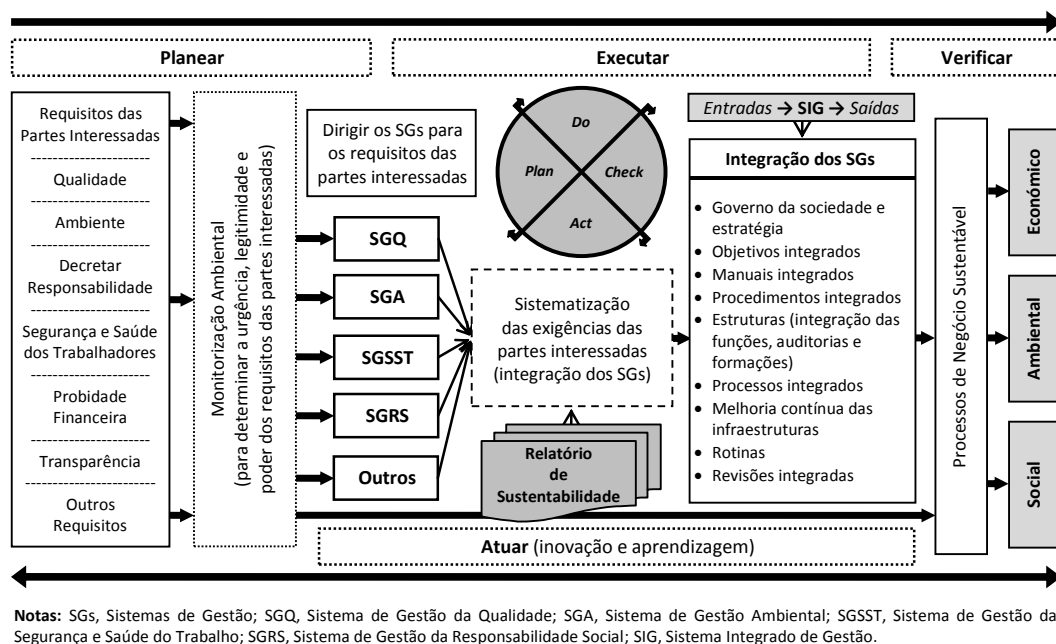 Planear
Executar
Verificar
Requisitos das
Partes Interessadas
-----------------------
Qualidade
-----------------------
Ambiente
-----------------------
Decretar
Responsabilidade
-----------------------
Segurança e Saúde
dos Trabalhadores
-----------------------
Probidade
Financeira
-----------------------
Transparência
-------------------------
Outros
Requisitos
Monitorização Ambiental
(para determinar a urgência, legitimidade e
poder dos requisitos das partes interessadas)
Dirigir os SGs para
os requisitos das
partes interessadas
SGQ
SGA
SGSST
SGRS
Outros
Do
Plan
Check
Act
Sistematização
das exigências das
partes interessadas
(integração dos SGs)
Relatório
de
Sustentabilidade
Entradas → SIG → Saídas
Integração dos SGs
• Governo da sociedade e
estratégia
• Objetivos integrados
• Manuais integrados
• Procedimentos integrados
• Estruturas (integração das
funções, auditorias e
formações)
• Processos integrados
• Melhoria contínua das
infraestruturas
• Rotinas
• Revisões integradas
Processos de Negócio Sustentável
Económico
Ambiental
Social
Atuar (inovação e aprendizagem)
Notas: SGs, Sistemas de Gestão; SGQ, Sistema de Gestão da Qualidade; SGA, Sistema de Gestão Ambiental; SGSST, Sistema de Gestão da
Segurança e Saúde do Trabalho; SGRS, Sistema de Gestão da Responsabilidade Social; SIG, Sistema Integrado de Gestão.